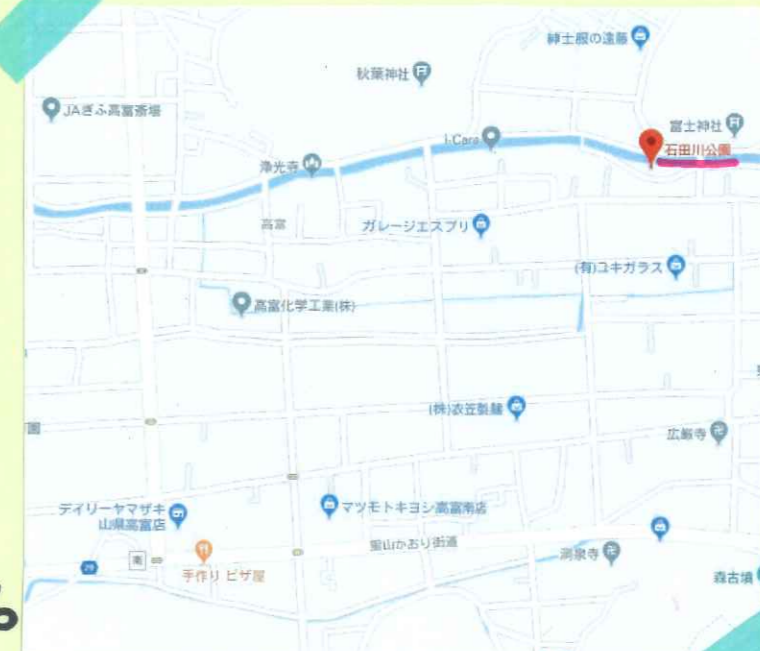 紳士服の遠藤
秋葉神社
JAぎふ高富斎場
富士神社
I-Cara
石田川公園
浄光寺
高富
ガレージエスプリ
(有)ユキガラス
高富化学工業(株)
(株)衣笠製麺
園
広厳寺
デイリーヤマザキ
山県高富店
マツモトキヨシ高富南店
里山かおり街道
洞泉寺
南
29
手作り ピザ屋
森古墳